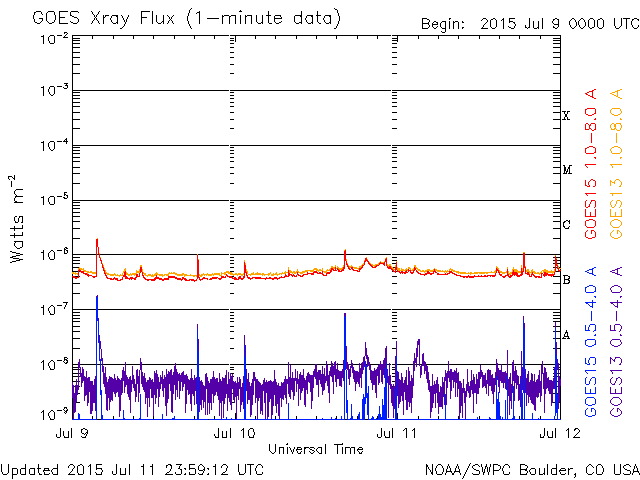 GOES Xray Flux (1-minute data)
Begin: 2015 Jul 9 0000 UTC
Watts m⁻²
10⁻²
10⁻³
10⁻⁴
10⁻⁵
10⁻⁶
10⁻⁷
10⁻⁸
10⁻⁹
X
M
C
B
A
GOES15 1.0-8.0 A
GOES13 1.0-8.0 A
GOES15 0.5-4.0 A
GOES13 0.5-4.0 A
Jul 9
Jul 10
Jul 11
Jul 12
Universal Time
Updated 2015 Jul 11 23:59:12 UTC
NOAA/SWPC Boulder, CO USA